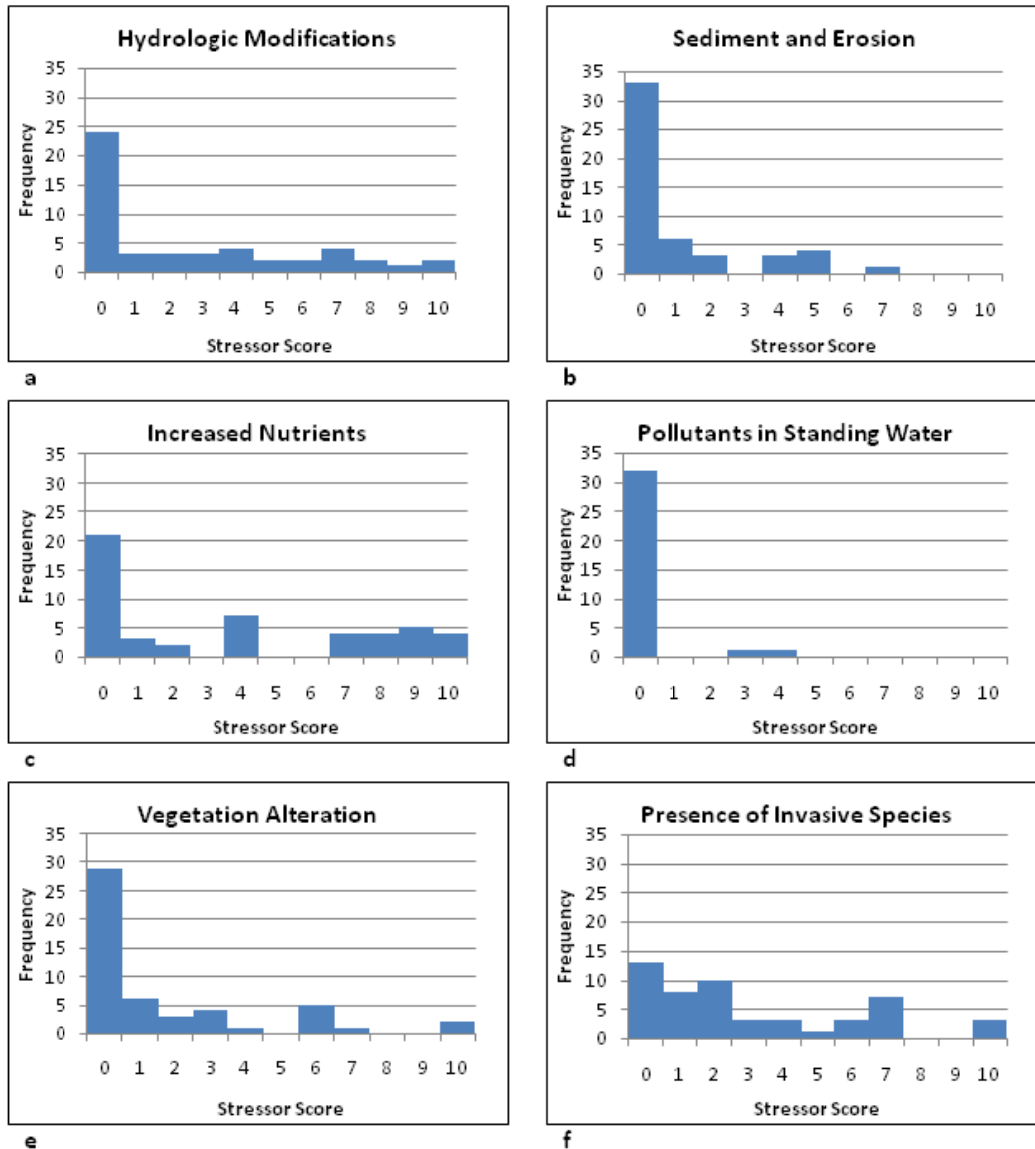 Hydrologic Modifications
35
30
25
20
15
10
5
0
Frequency
0 1 2 3 4 5 6 7 8 9 10
Stressor Score
a
Sediment and Erosion
35
30
25
20
15
10
5
0
Frequency
0 1 2 3 4 5 6 7 8 9 10
Stressor Score
b
Increased Nutrients
35
30
25
20
15
10
5
0
Frequency
0 1 2 3 4 5 6 7 8 9 10
Stressor Score
c
Pollutants in Standing Water
35
30
25
20
15
10
5
0
Frequency
0 1 2 3 4 5 6 7 8 9 10
Stressor Score
d
Vegetation Alteration
35
30
25
20
15
10
5
0
Frequency
0 1 2 3 4 5 6 7 8 9 10
Stressor Score
e
Presence of Invasive Species
35
30
25
20
15
10
5
0
Frequency
0 1 2 3 4 5 6 7 8 9 10
Stressor Score
f